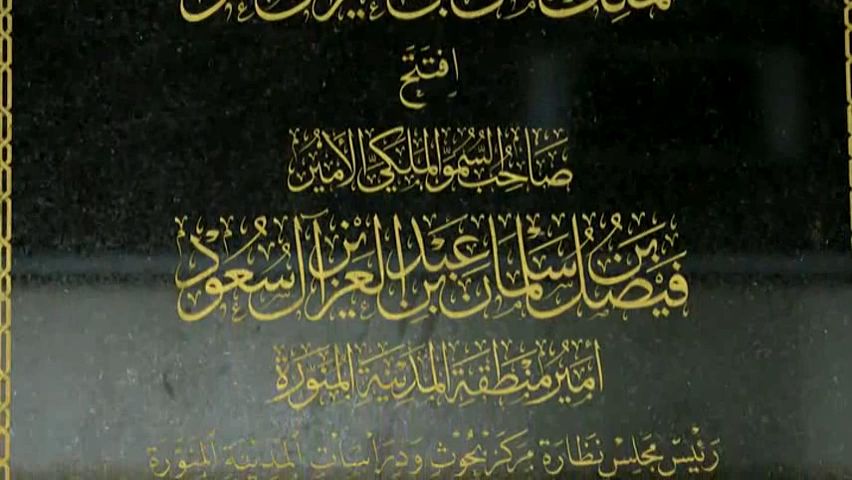 افتتح
صاحب السمو الملكي الأمير
فيصل بن سلمان بن عبد العزيز آل سعود
أمير منطقة المدينة المنورة
رئيس مجلس نظارة مركز بحوث ودراسات المدينة المنورة